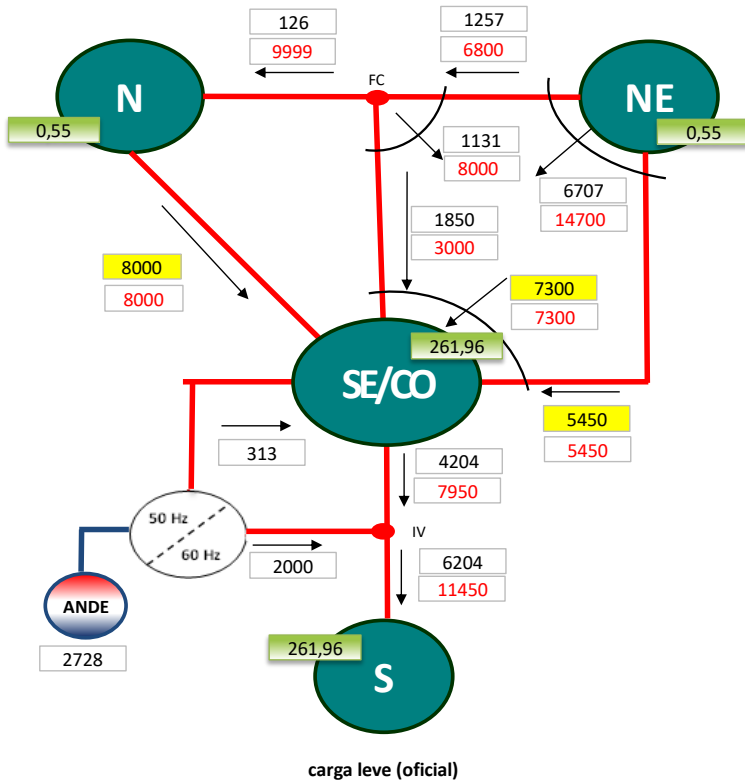 126
9999
1257
6800
FC
N
NE
0,55
0,55
1131
8000
6707
14700
1850
3000
8000
8000
7300
7300
261,96
SE/CO
5450
5450
313
4204
7950
50 Hz
60 Hz
IV
2000
6204
11450
ANDE
2728
261,96
S
carga leve (oficial)